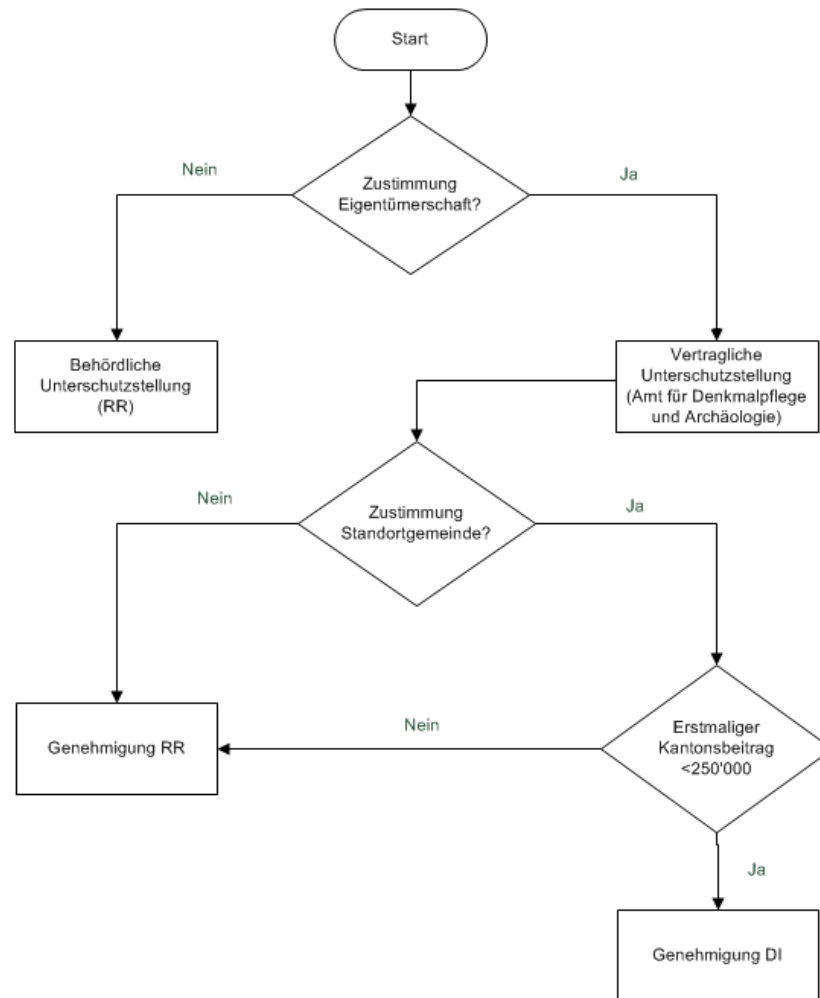 Start
Zustimmung
Eigentümerschaft?
Nein
Ja
Behördliche
Unterschutzstellung
(RR)
Vertragliche
Unterschutzstellung
(Amt für Denkmalpflege
und Archäologie)
Zustimmung
Standortgemeinde?
Nein
Ja
Genehmigung RR
Nein
Erstmaliger
Kantonsbeitrag
<250'000
Ja
Genehmigung DI